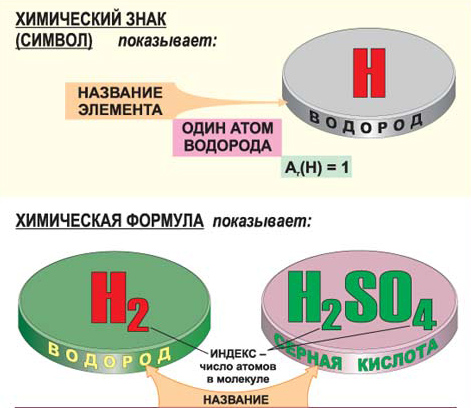 ХИМИЧЕСКИЙ ЗНАК
(СИМВОЛ) показывает:
H
ВОДОРОД
НАЗВАНИЕ
ЭЛЕМЕНТА
ОДИН АТОМ
ВОДОРОДА
Ar(H) = 1
ХИМИЧЕСКАЯ ФОРМУЛА показывает:
H2
ВОДОРОД
H2SO4
СЕРНАЯ КИСЛОТА
ИНДЕКС –
число атомов
в молекуле
НАЗВАНИЕ